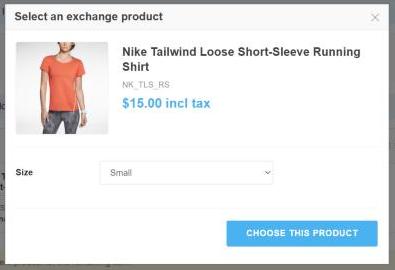 Select an exchange product
Nike Tailwind Loose Short-Sleeve Running
Shirt
NK_TLS_RS
$15.00 incl tax
Size
Small
CHOOSE THIS PRODUCT